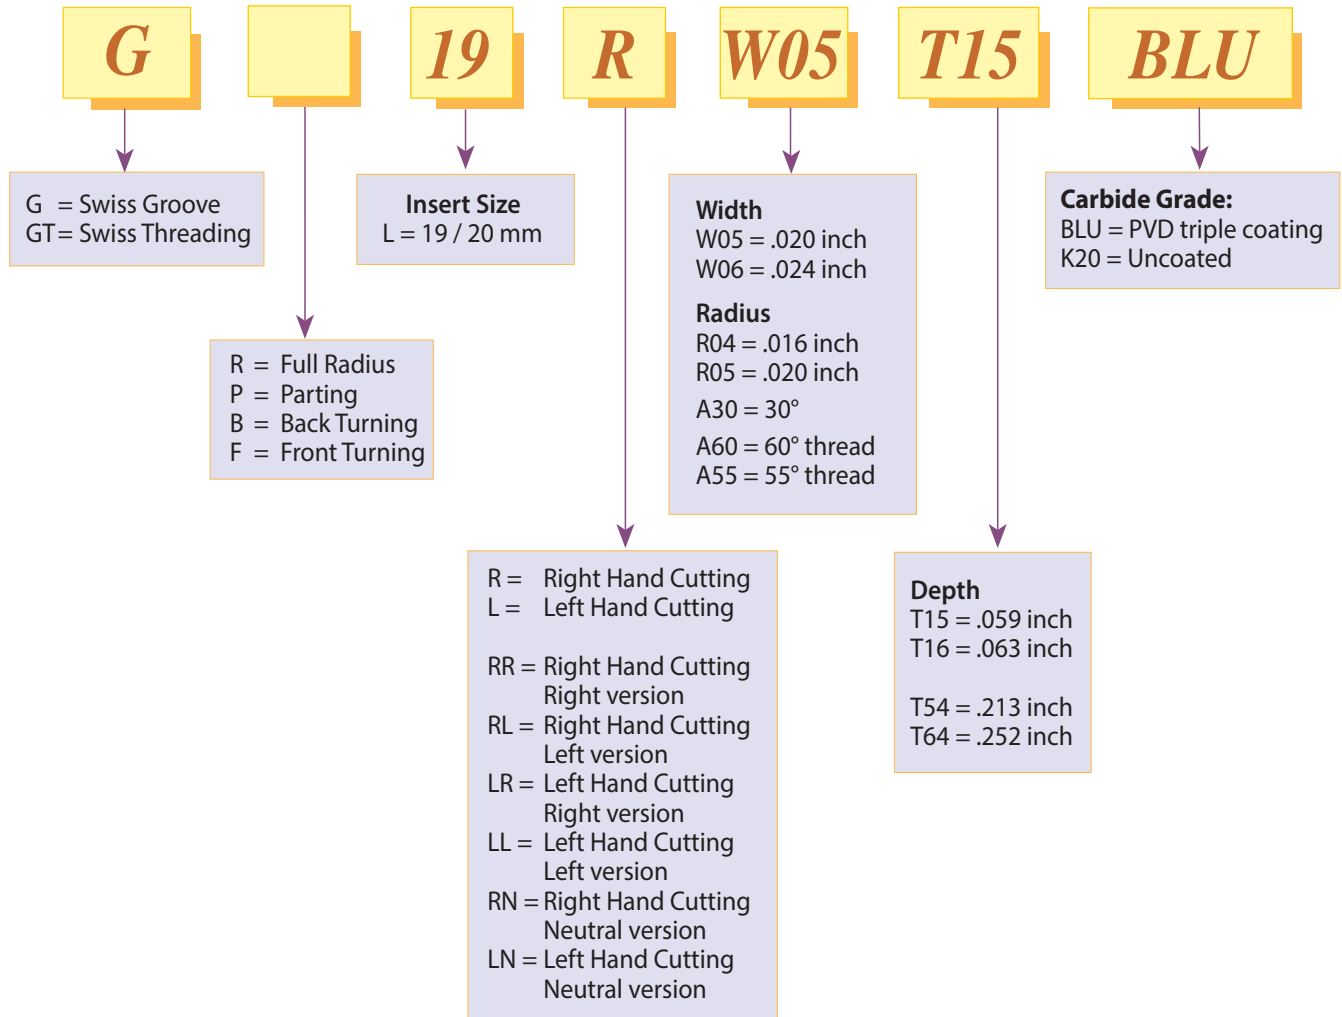 G 19 R W05 T15 BLU
G = Swiss Groove
GT= Swiss Threading
Insert Size
L = 19 / 20 mm
Width
W05 = .020 inch
W06 = .024 inch
Radius
R04 = .016 inch
R05 = .020 inch
A30 = 30°
A60 = 60° thread
A55 = 55° thread
Carbide Grade:
BLU = PVD triple coating
K20 = Uncoated
R = Full Radius
P = Parting
B = Back Turning
F = Front Turning
R = Right Hand Cutting
L = Left Hand Cutting
RR = Right Hand Cutting
Right version
RL = Right Hand Cutting
Left version
LR = Left Hand Cutting
Right version
LL = Left Hand Cutting
Left version
RN = Right Hand Cutting
Neutral version
LN = Left Hand Cutting
Neutral version
Depth
T15 = .059 inch
T16 = .063 inch
T54 = .213 inch
T64 = .252 inch